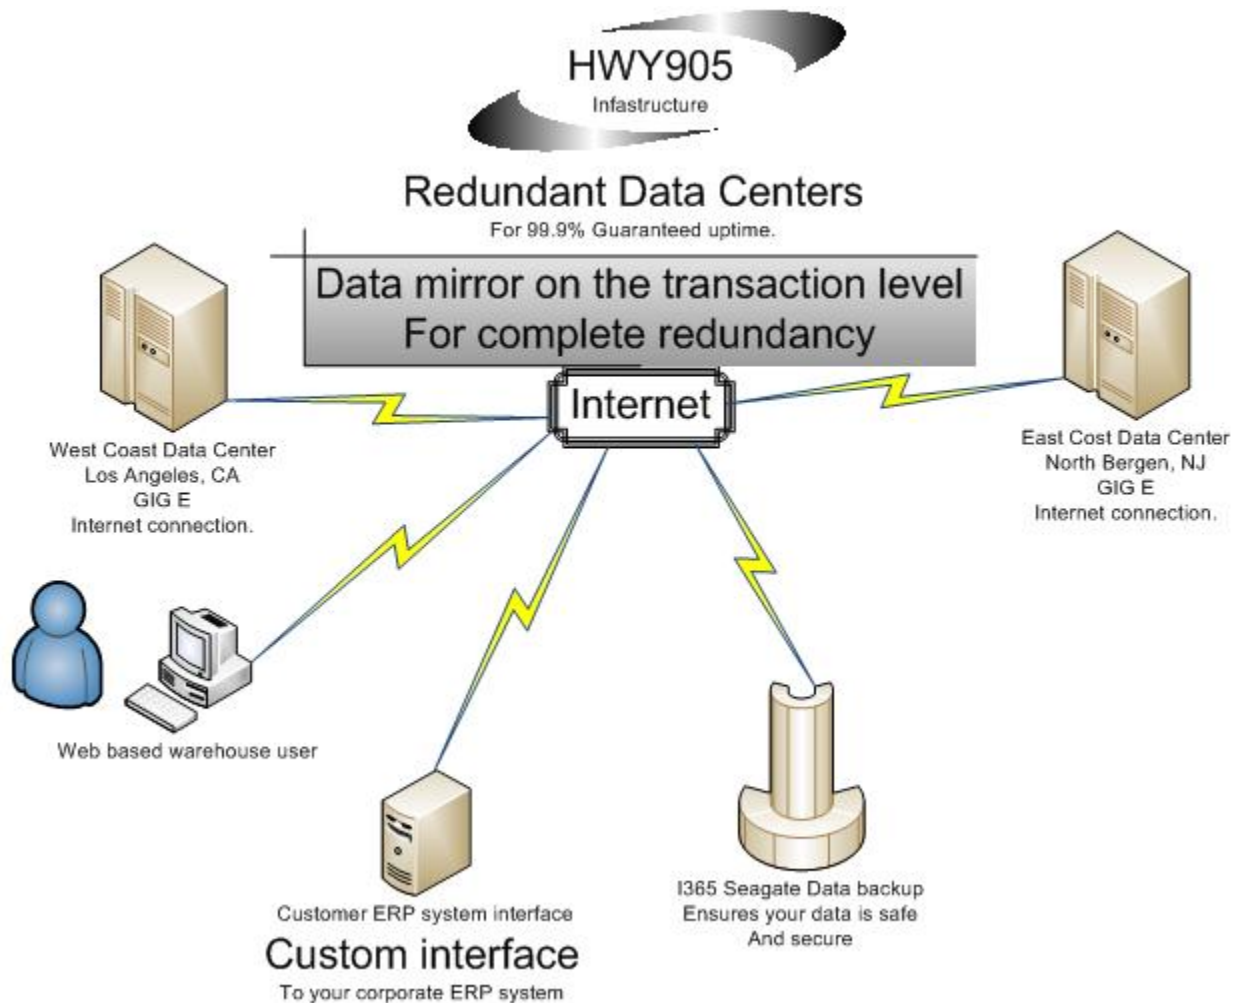 HWY905
Infastructure
Redundant Data Centers
For 99.9% Guaranteed uptime.
Data mirror on the transaction level
For complete redundancy
Internet
West Coast Data Center
Los Angeles, CA
GIG E
Internet connection.
East Cost Data Center
North Bergen, NJ
GIG E
Internet connection.
Web based warehouse user
Customer ERP system interface
Custom interface
To your corporate ERP system
I365 Seagate Data backup
Ensures your data is safe
And secure